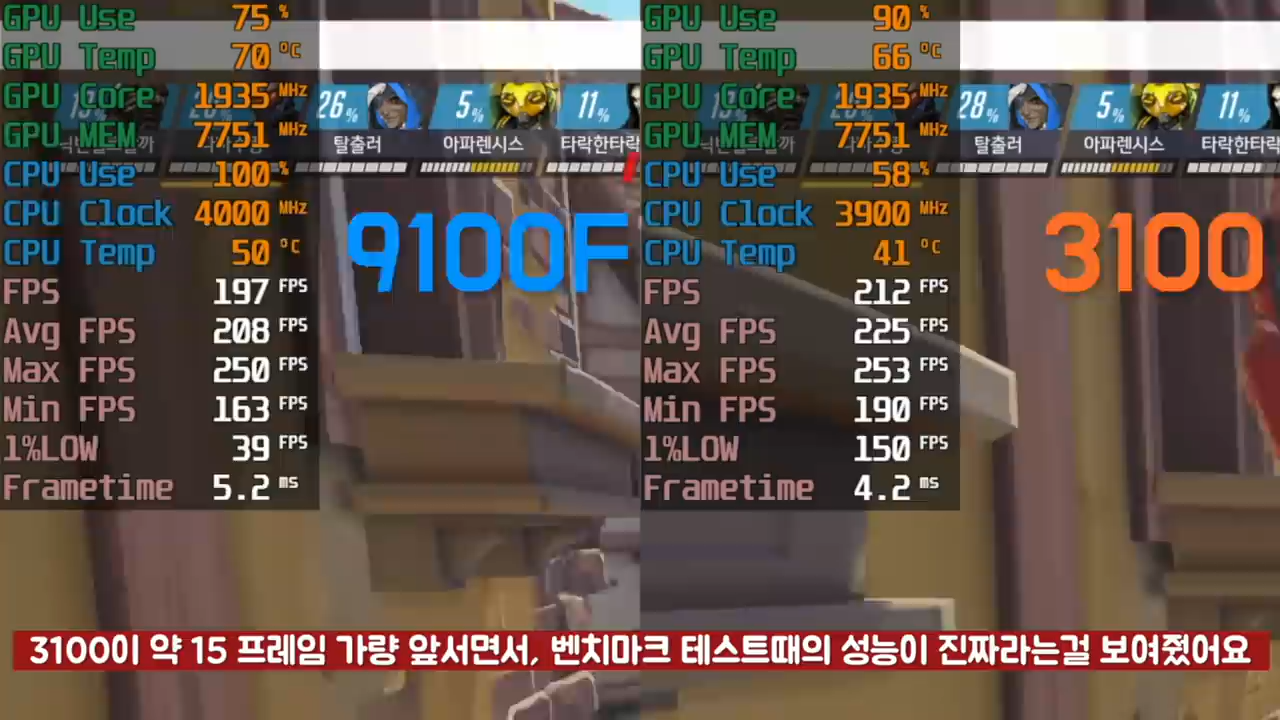 GPU Use 75 %
GPU Temp 70 °C
GPU Core 1935 MHz
GPU MEM 7751 MHz
CPU Use 100 %
CPU Clock 4000 MHz
CPU Temp 50 °C
FPS 197 FPS
Avg FPS 208 FPS
Max FPS 250 FPS
Min FPS 163 FPS
1%LOW 39 FPS
Frametime 5.2 ms
26%
5%
11%
탈출러
아파렌시스
타락한타락
9100F
GPU Use 90 %
GPU Temp 66 °C
GPU Core 1935 MHz
GPU MEM 7751 MHz
CPU Use 58 %
CPU Clock 3900 MHz
CPU Temp 41 °C
FPS 212 FPS
Avg FPS 225 FPS
Max FPS 253 FPS
Min FPS 190 FPS
1%LOW 150 FPS
Frametime 4.2 ms
28%
5%
11%
탈출러
아파렌시스
타락한타락
3100
3100이 약 15 프레임 가량 앞서면서, 벤치마크 테스트때의 성능이 진짜라는걸 보여줬어요